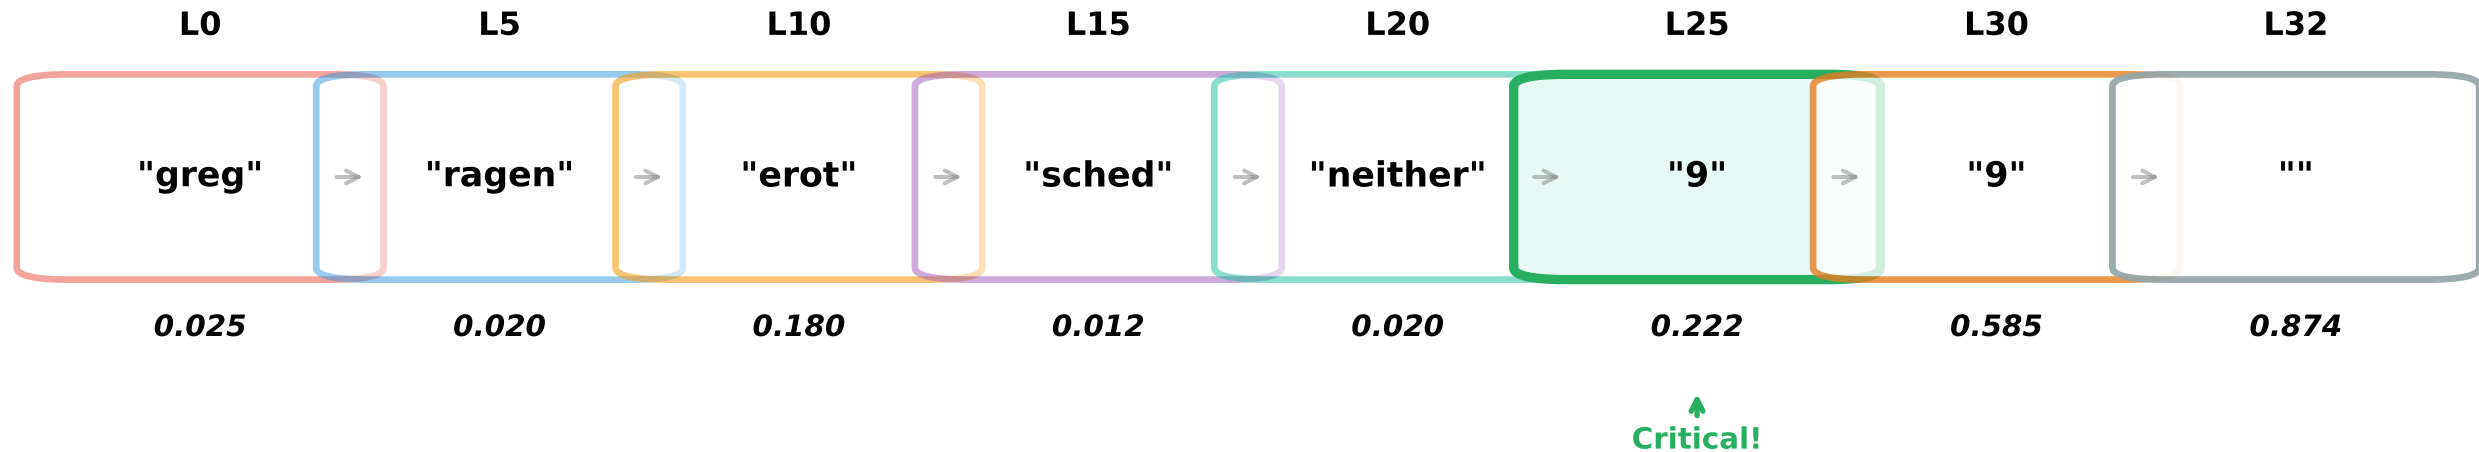 L0 L5 L10 L15 L20 L25 L30 L32
"greg" "ragen" "erot" "sched" "neither" "9" "9" ""
0.025 0.020 0.180 0.012 0.020 0.222 0.585 0.874
Critical!